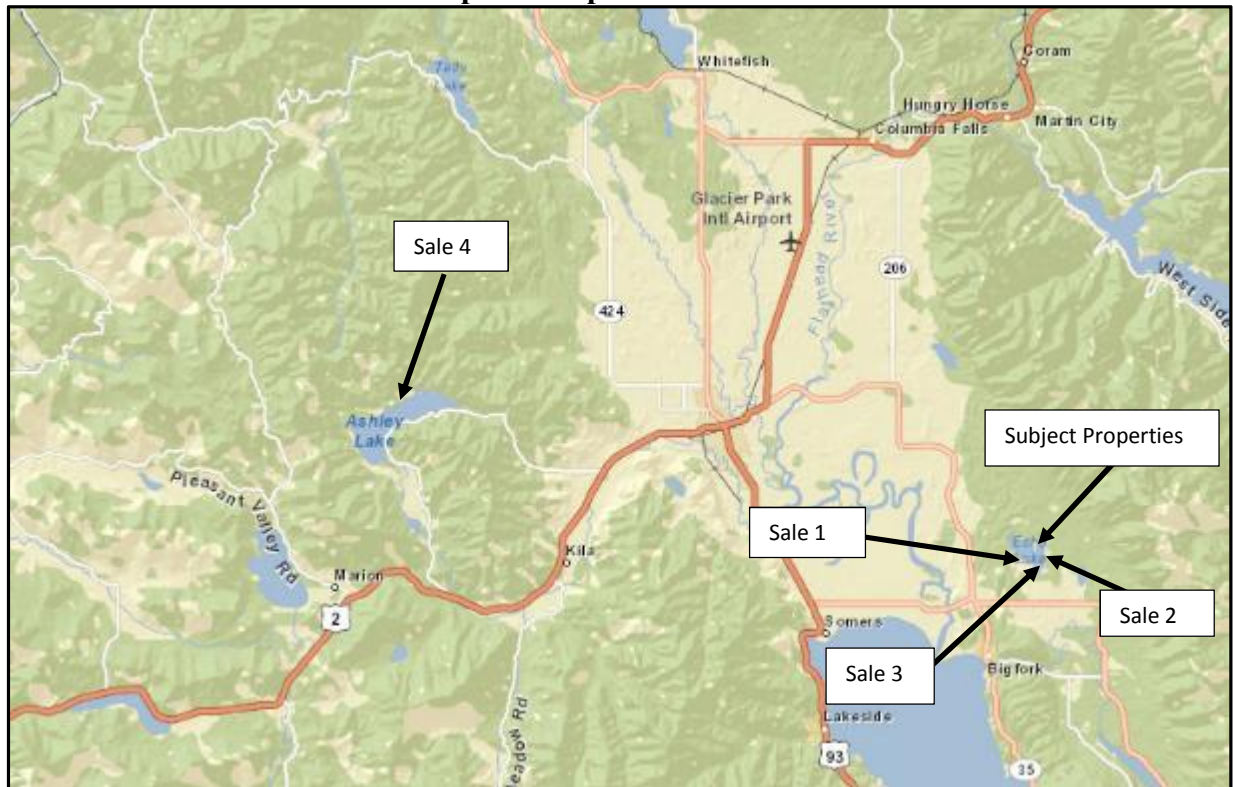 Whitefish
Coram
Hungry Horse
Martin City
Columbia Falls
Glacier Park
Intl Airport
Flathead River
Sale 4
206
West Side
424
Ashley
Lake
Subject Properties
Pleasant Valley Rd
Sale 1
Kila
Marion
2
Sale 2
Somers
Sale 3
Bigfork
Lakeside
93
35